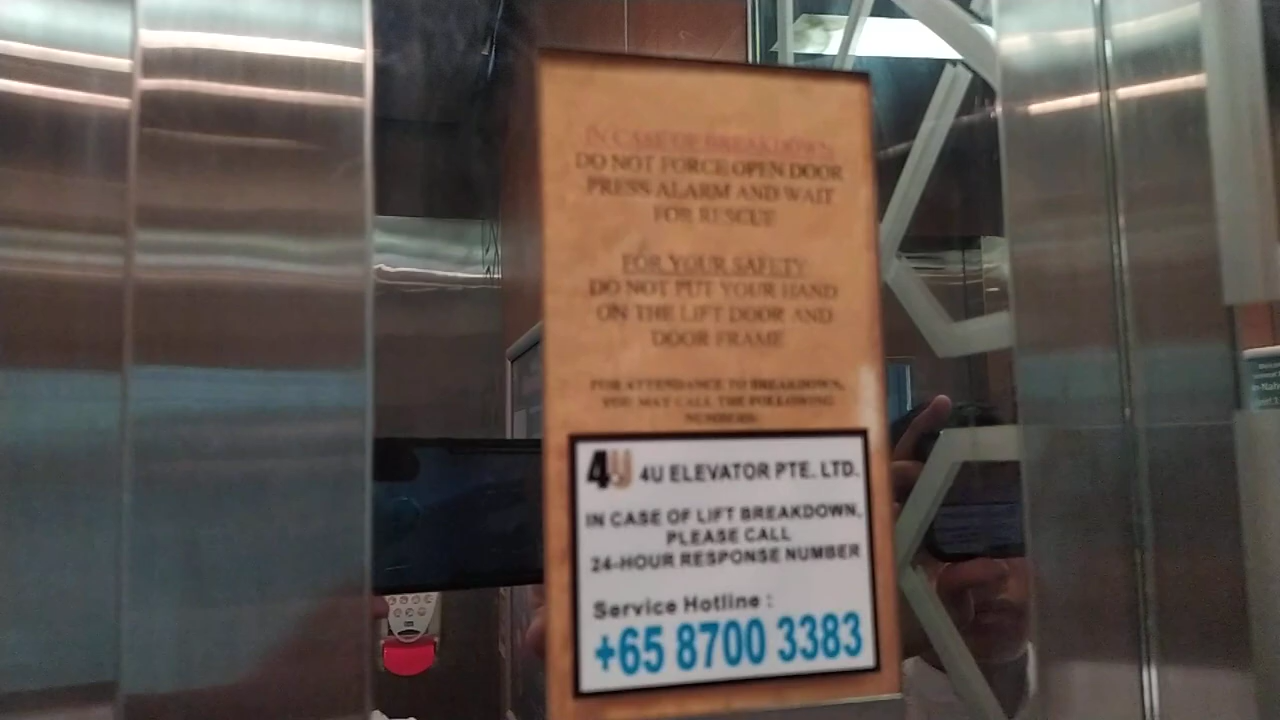 IN CASE OF BREAKDOWN
DO NOT FORCE OPEN DOOR
PRESS ALARM AND WAIT
FOR RESCUE
FOR YOUR SAFETY
DO NOT PUT YOUR HAND
ON THE LIFT DOOR AND
DOOR FRAME
FOR ATTENDANCE TO BREAKDOWN,
YOU MAY CALL THE FOLLOWING
NUMBERS:
4U 4U ELEVATOR PTE. LTD.
IN CASE OF LIFT BREAKDOWN,
PLEASE CALL
24-HOUR RESPONSE NUMBER
Service Hotline :
+65 8700 3383